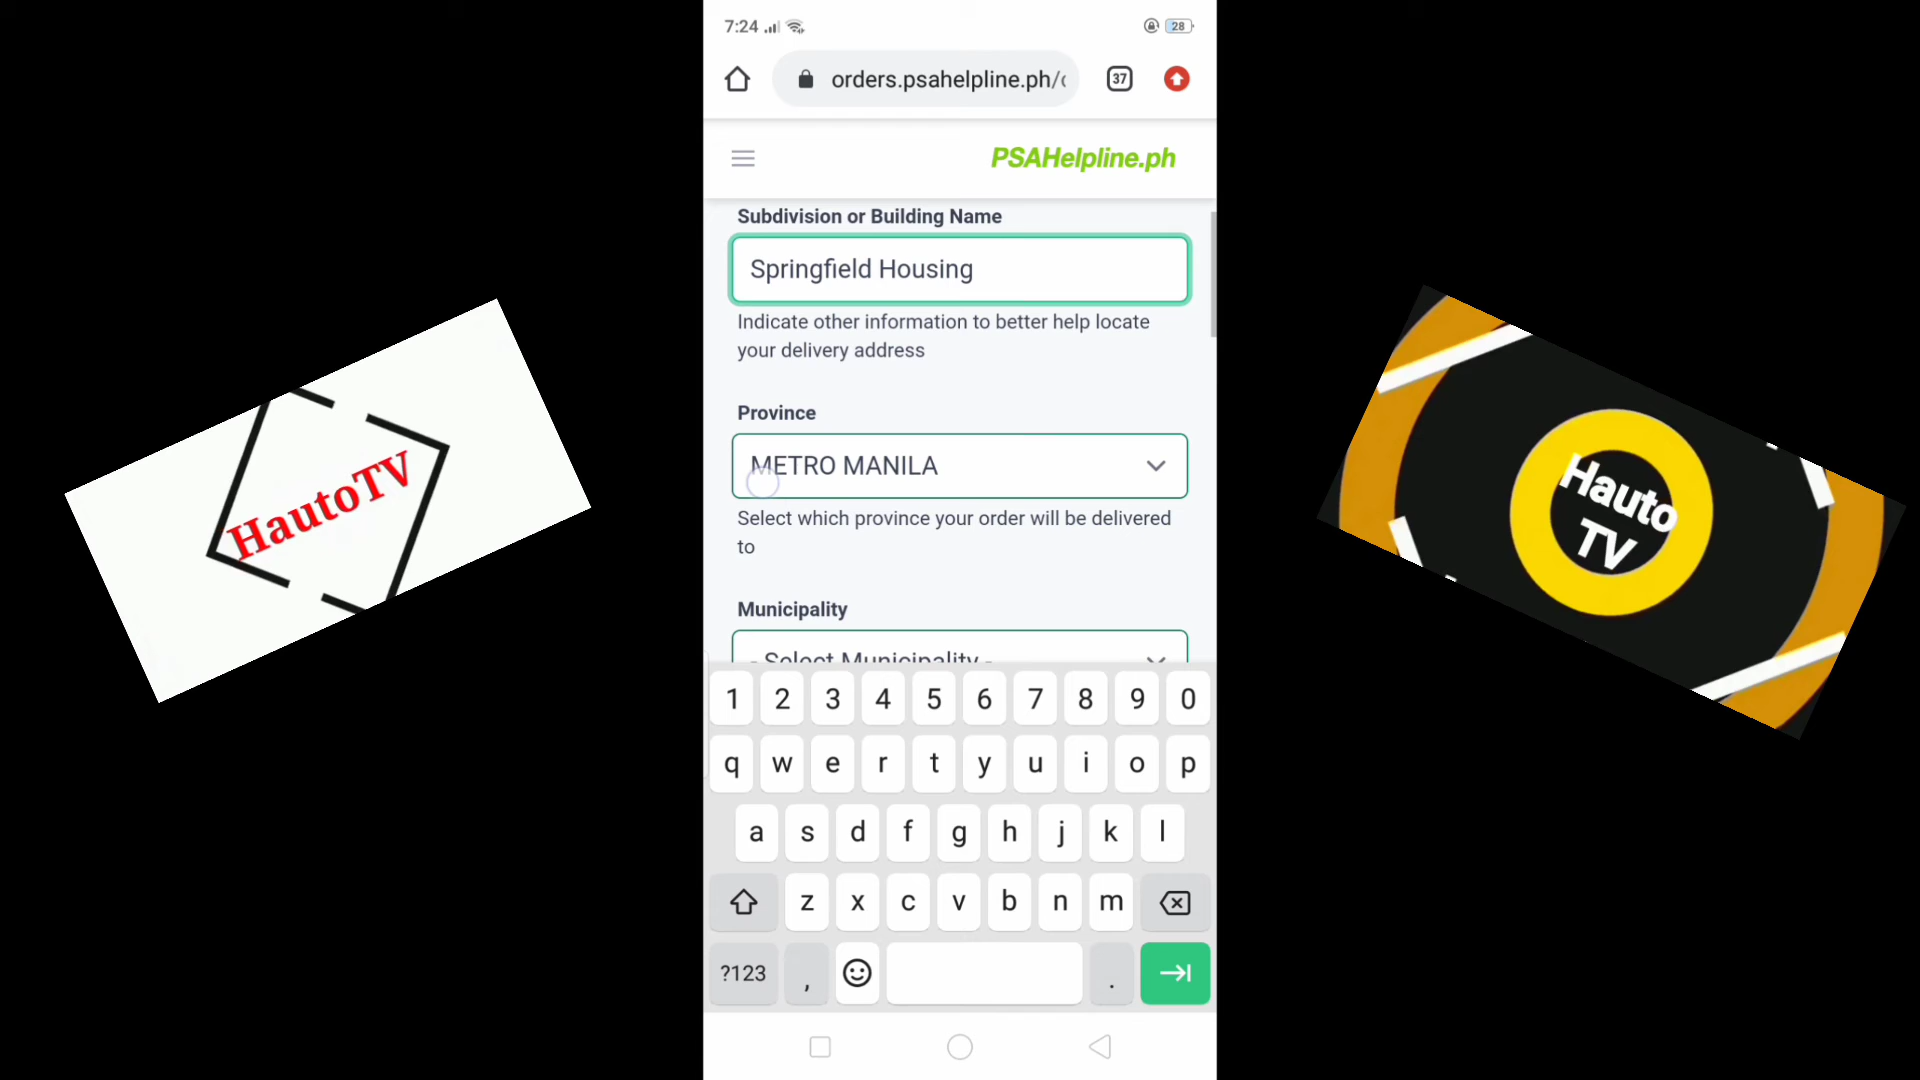 7:24
28
orders.psahelpline.ph/
37
PSAHelpline.ph
Subdivision or Building Name
Springfield Housing
Indicate other information to better help locate
your delivery address
Province
METRO MANILA
Select which province your order will be delivered
to
Municipality
- Select Municipality -
1 2 3 4 5 6 7 8 9 0
q w e r t y u i o p
a s d f g h j k l
z x c v b n m
?123 , .
HautoTV
Hauto
TV